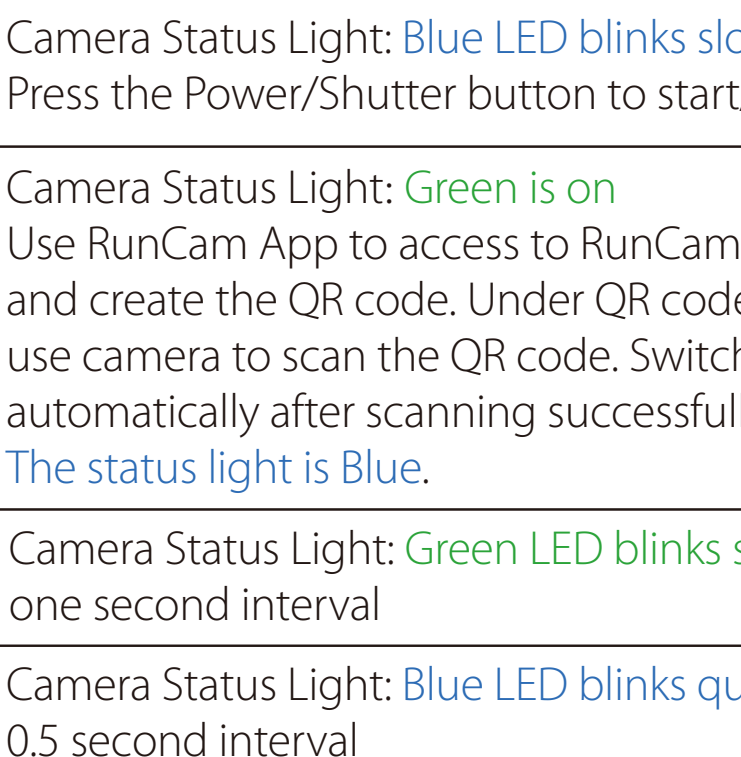 Camera Status Light: Blue LED blinks
Press the Power/Shutter button to start/
Camera Status Light: Green is on
Use RunCam App to access to RunCam
and create the QR code. Under QR code
use camera to scan the QR code. Switch
automatically after scanning
The status light is Blue.
Camera Status Light: Green LED blinks
one second interval
Camera Status Light: Blue LED blinks
0.5 second interval